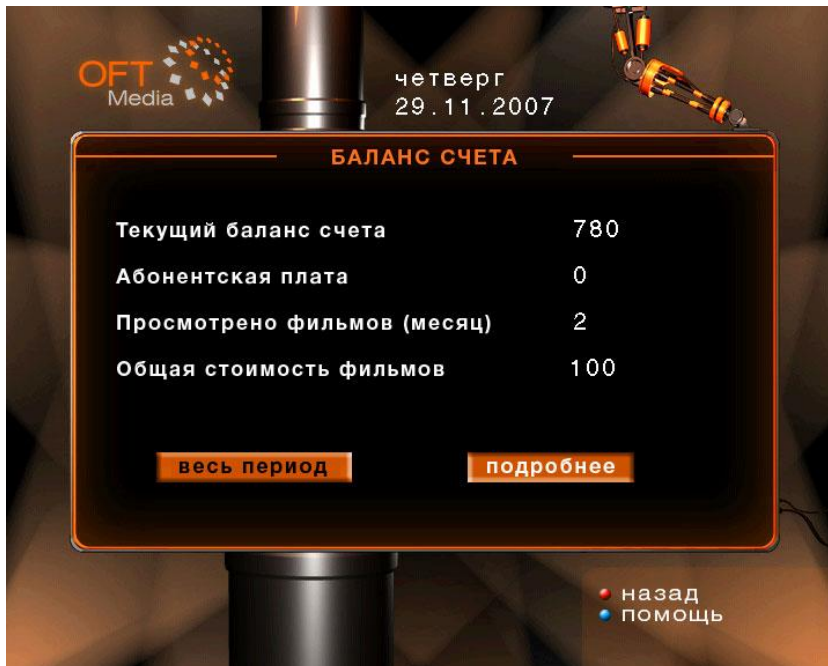 OFT
Media
четверг
29.11.2007
БАЛАНС СЧЕТА
Текущий баланс счета 780
Абонентская плата 0
Просмотрено фильмов (месяц) 2
Общая стоимость фильмов 100
весь период подробнее
назад
помощь